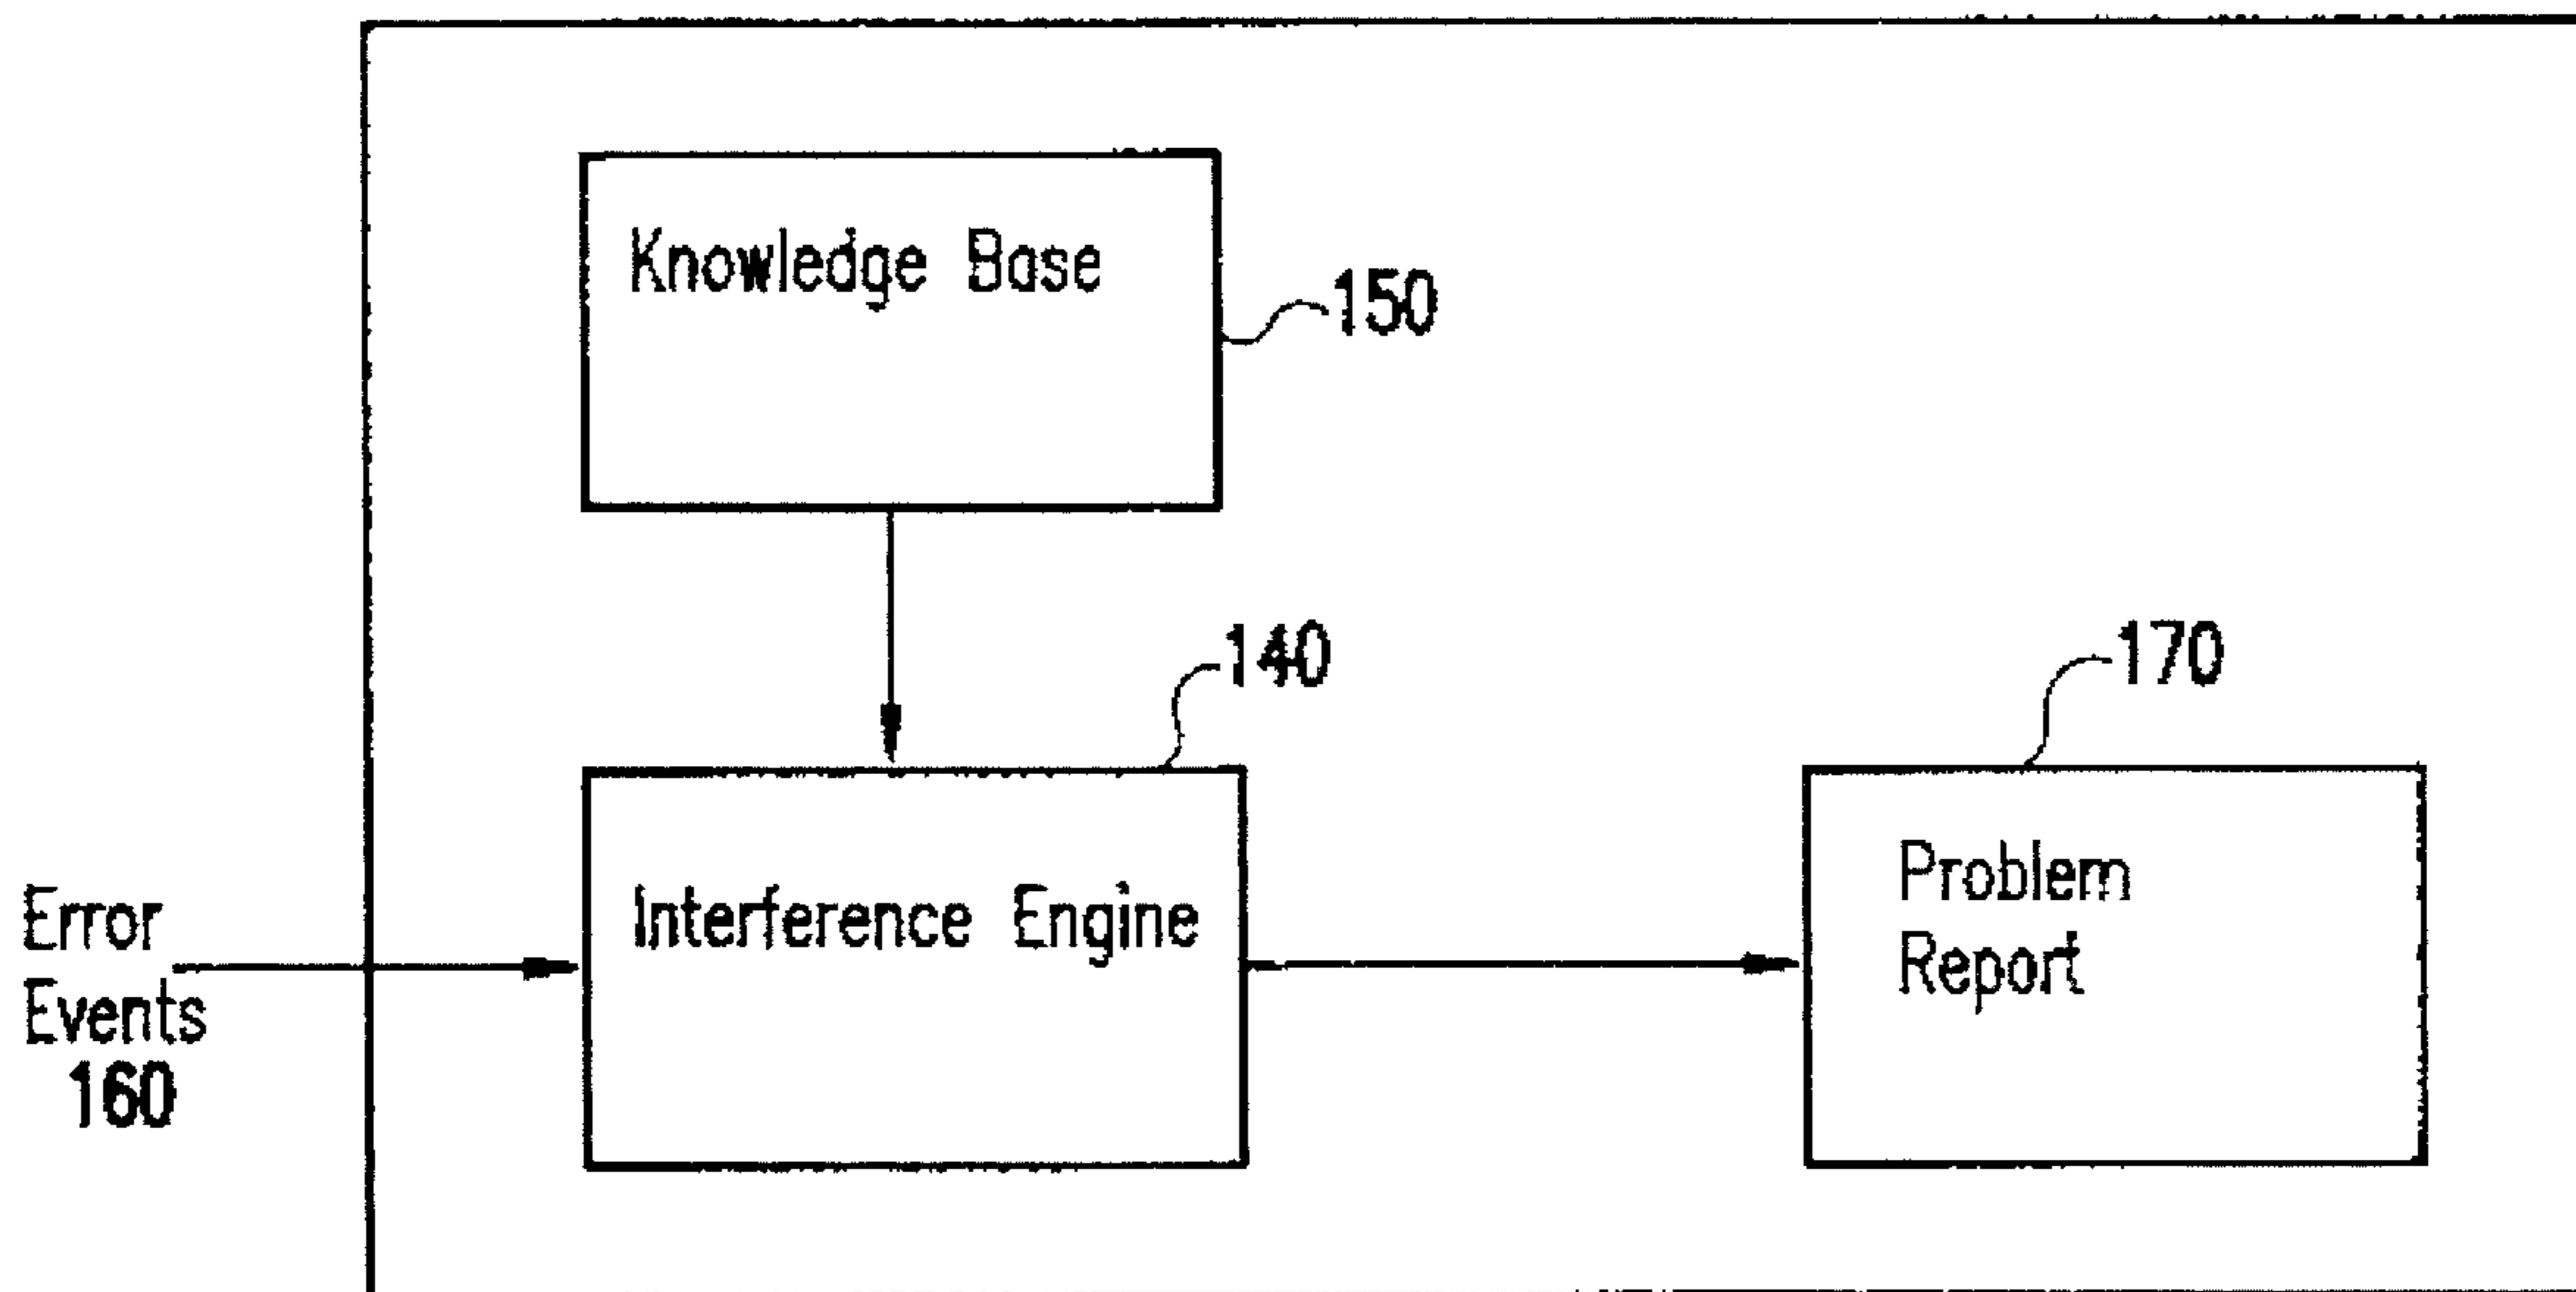 Knowledge Base
150
140
170
Error
Events
160
Interference Engine
Problem
Report